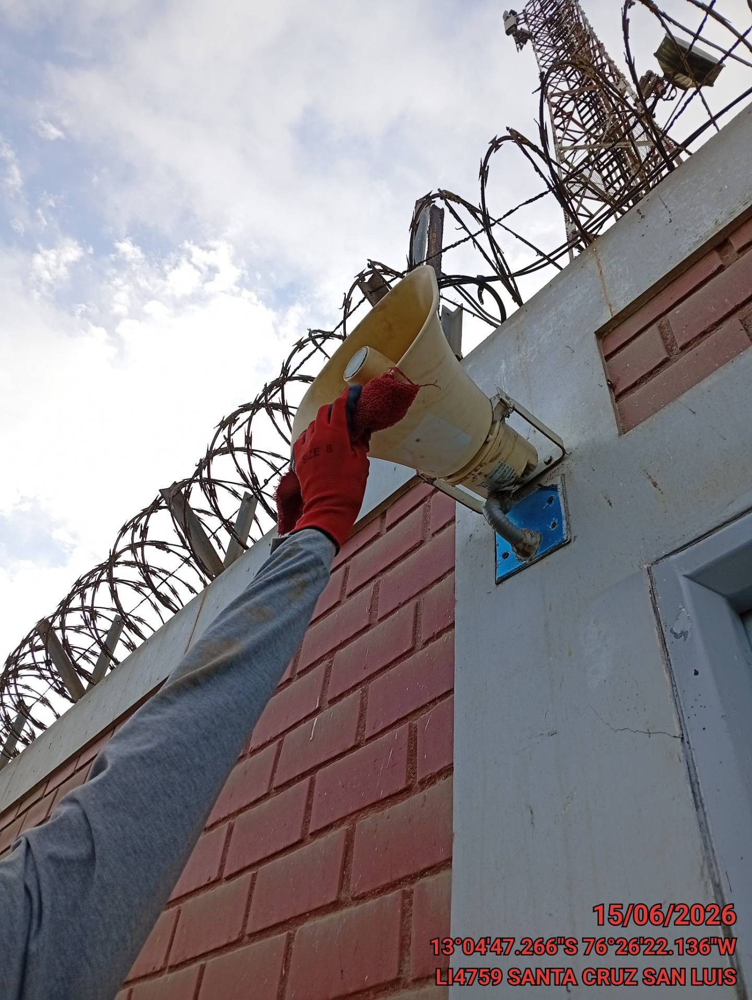 SIZE 8
15/06/2026
13°04'47.266"S 76°26'22.136"W
LI4759 SANTA CRUZ SAN LUIS